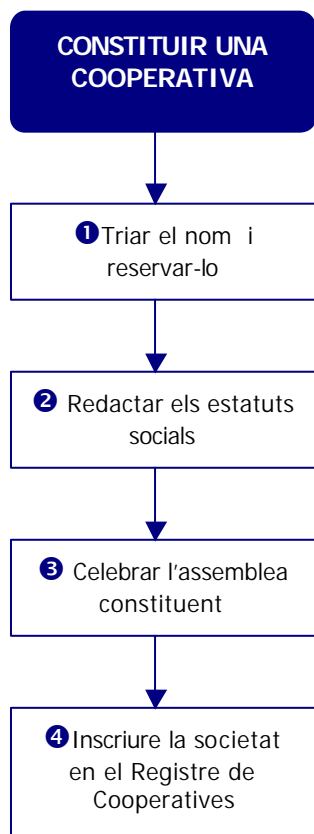 CONSTITUIR UNA
COOPERATIVA
❶Triar el nom i
reservar-lo
❷ Redactar els estatuts
socials
❸ Celebrar l'assemblea
constituent
❹Inscriure la societat
en el Registre de
Cooperatives